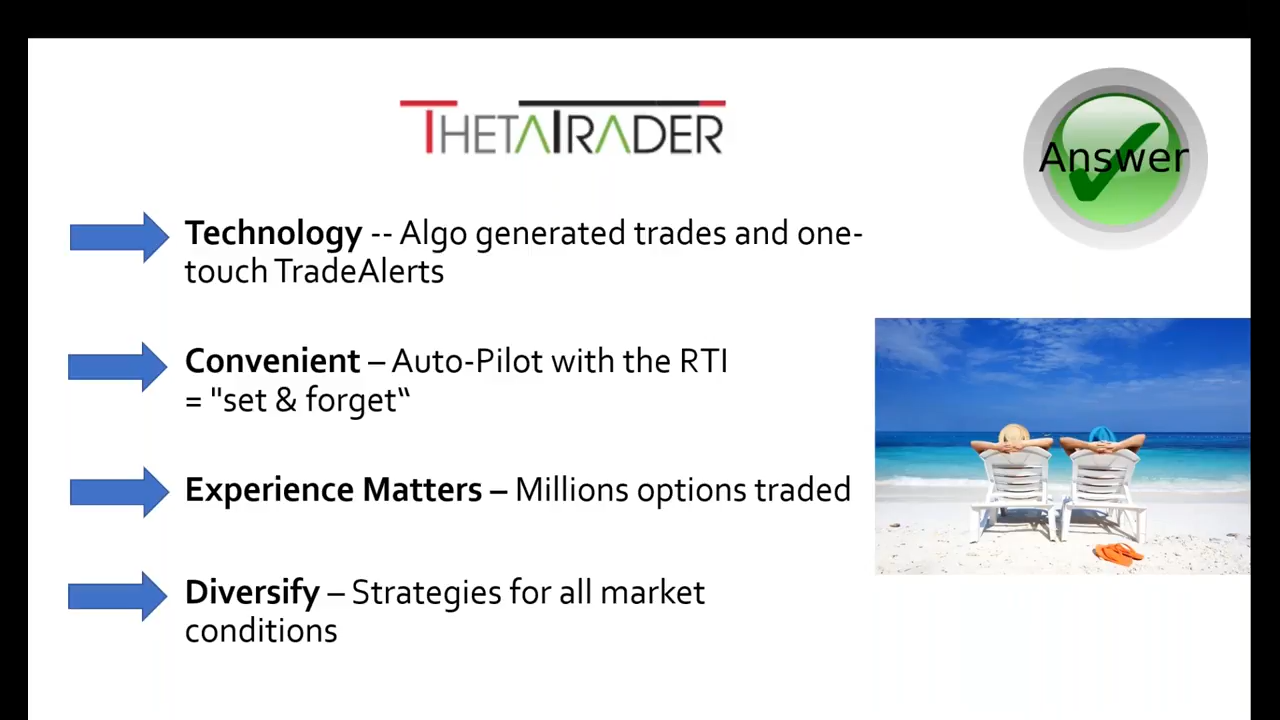 THETATRADER
Answer
Technology -- Algo generated trades and one-
touch TradeAlerts
Convenient – Auto-Pilot with the RTI
= "set & forget“
Experience Matters – Millions options traded
Diversify – Strategies for all market
conditions